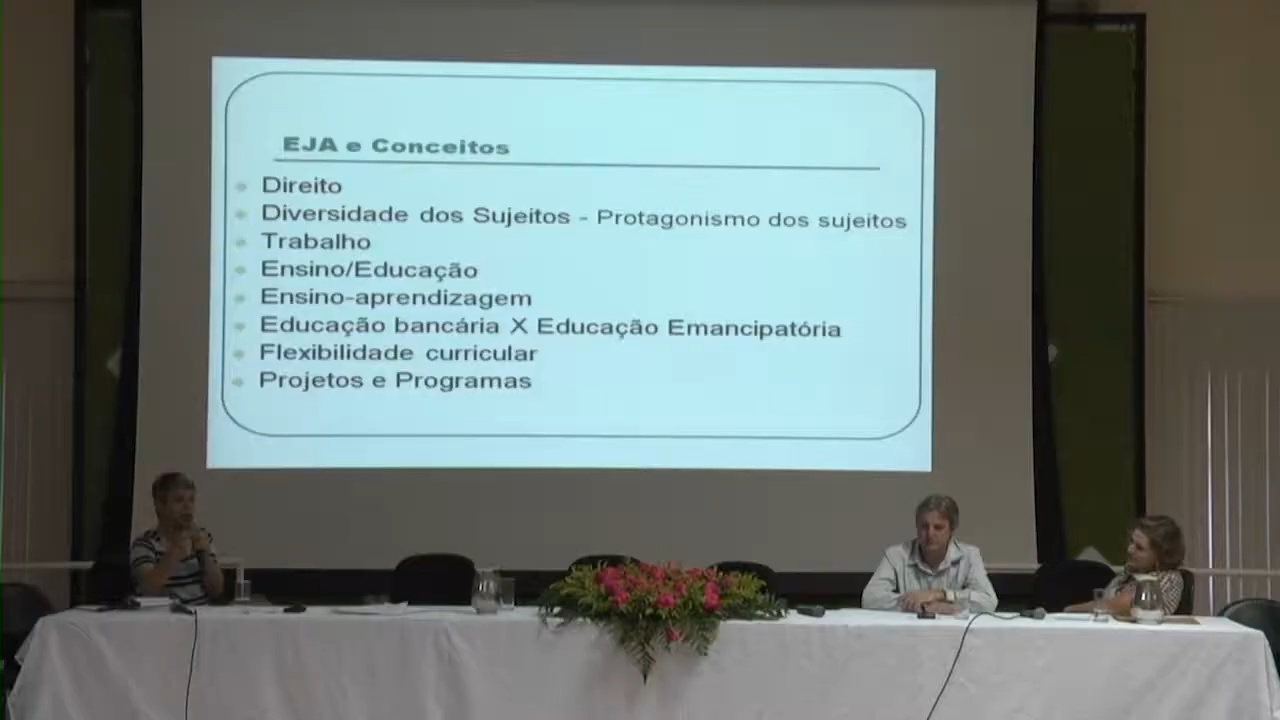 EJA e Conceitos
Direito
Diversidade dos Sujeitos - Protagonismo dos sujeitos
Trabalho
Ensino/Educação
Ensino-aprendizagem
Educação bancária X Educação Emancipatória
Flexibilidade curricular
Projetos e Programas